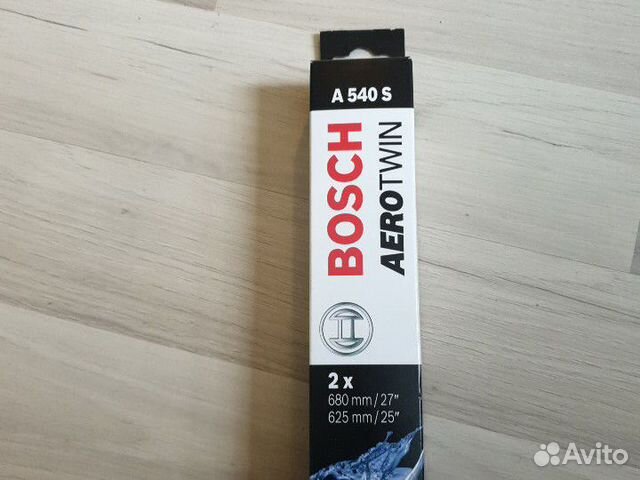 A 540 S
BOSCH
AEROTWIN
2 x
680 mm/27″
625 mm/25″
Avito